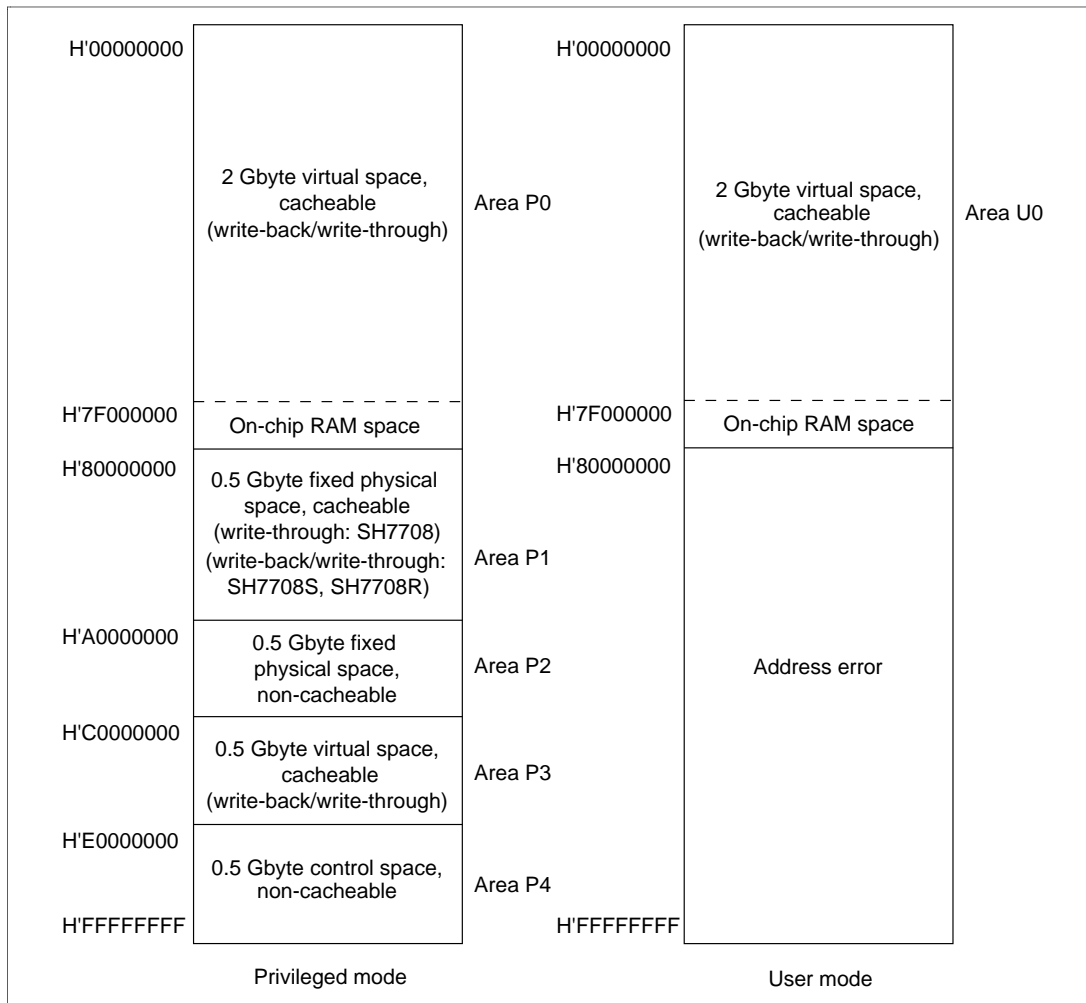 H'00000000
2 Gbyte virtual space,
cacheable
(write-back/write-through)
Area P0
H'7F000000
On-chip RAM space
H'80000000
0.5 Gbyte fixed physical
space, cacheable
(write-through: SH7708)
(write-back/write-through:
SH7708S, SH7708R)
Area P1
H'A0000000
0.5 Gbyte fixed
physical space,
non-cacheable
Area P2
H'C0000000
0.5 Gbyte virtual space,
cacheable
(write-back/write-through)
Area P3
H'E0000000
0.5 Gbyte control space,
non-cacheable
Area P4
H'FFFFFFFF
Privileged mode
H'00000000
2 Gbyte virtual space,
cacheable
(write-back/write-through)
Area U0
H'7F000000
On-chip RAM space
H'80000000
Address error
H'FFFFFFFF
User mode